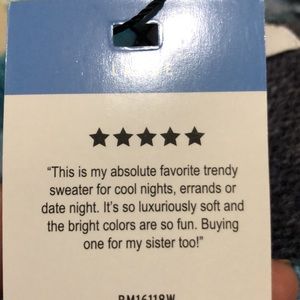 "This is my absolute favorite trendy
sweater for cool nights, errands or
date night. It's so luxuriously soft and
the bright colors are so fun. Buying
one for my sister too!"
BM16118W